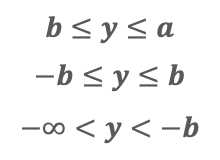 b ≤ y ≤ a
−b ≤ y ≤ b
−∞ < y < −b